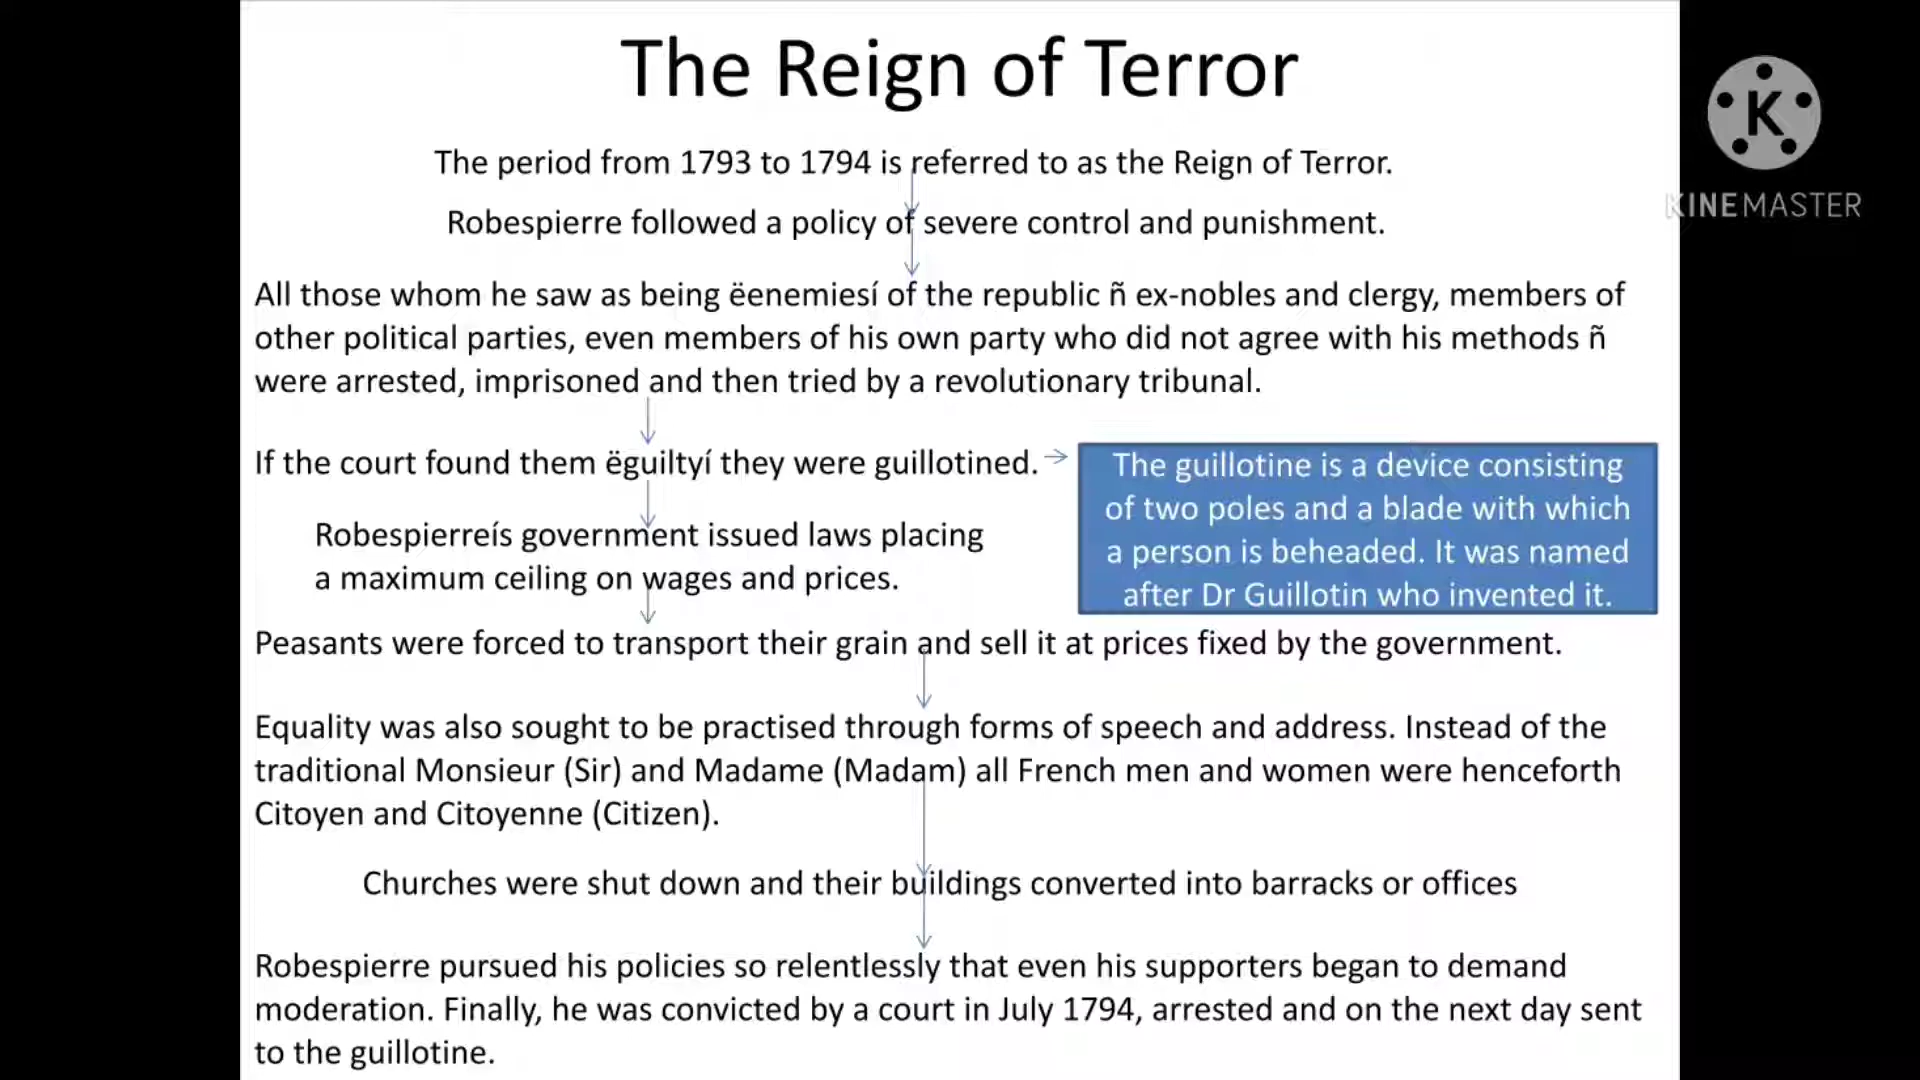 The Reign of Terror
K
KINEMASTER
The period from 1793 to 1794 is referred to as the Reign of Terror.
Robespierre followed a policy of severe control and punishment.
All those whom he saw as being ëenemiesí of the republic ñ ex-nobles and clergy, members of
other political parties, even members of his own party who did not agree with his methods ñ
were arrested, imprisoned and then tried by a revolutionary tribunal.
If the court found them ëguiltyí they were guillotined.
The guillotine is a device consisting
of two poles and a blade with which
a person is beheaded. It was named
after Dr Guillotin who invented it.
Robespierreís government issued laws placing
a maximum ceiling on wages and prices.
Peasants were forced to transport their grain and sell it at prices fixed by the government.
Equality was also sought to be practised through forms of speech and address. Instead of the
traditional Monsieur (Sir) and Madame (Madam) all French men and women were henceforth
Citoyen and Citoyenne (Citizen).
Churches were shut down and their buildings converted into barracks or offices
Robespierre pursued his policies so relentlessly that even his supporters began to demand
moderation. Finally, he was convicted by a court in July 1794, arrested and on the next day sent
to the guillotine.